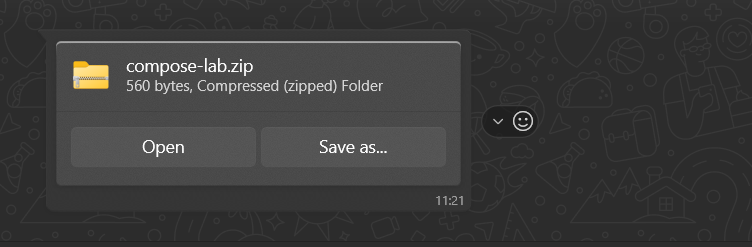 compose-lab.zip
560 bytes, Compressed (zipped) Folder
Open Save as...
11:21